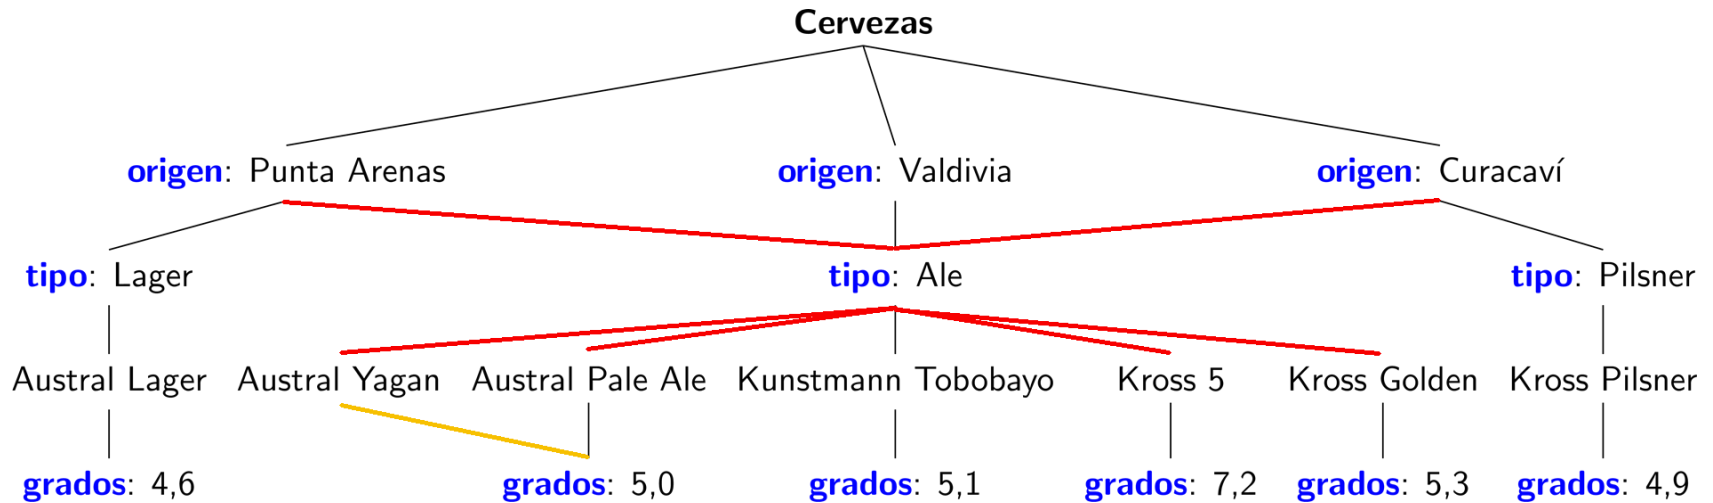 Cervezas
origen: Punta Arenas origen: Valdivia origen: Curacaví
tipo: Lager tipo: Ale tipo: Pilsner
Austral Lager Austral Yagan Austral Pale Ale Kunstmann Tobobayo Kross 5 Kross Golden Kross Pilsner
grados: 4,6 grados: 5,0 grados: 5,1 grados: 7,2 grados: 5,3 grados: 4,9